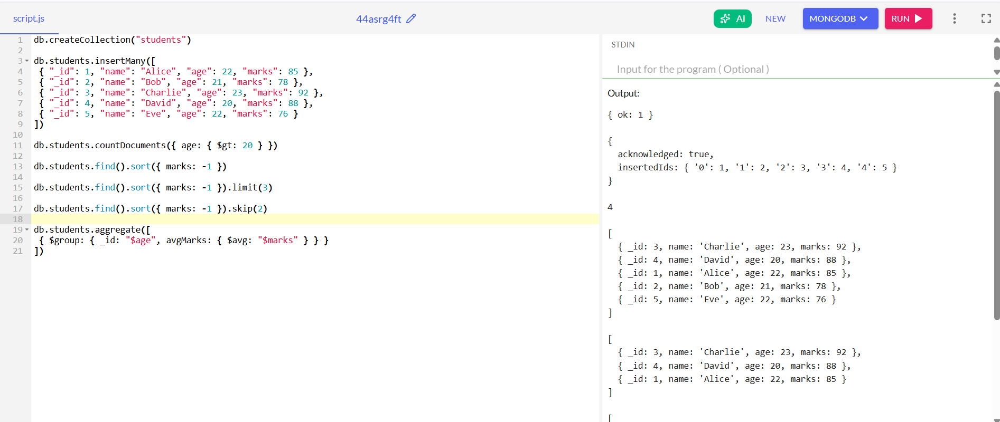 script.js
44asrg4ft
AI
NEW
MONGODB
RUN
1 db.createCollection("students")
2
3 db.students.insertMany([
4  { "_id": 1, "name": "Alice", "age": 22, "marks": 85 },
5  { "_id": 2, "name": "Bob", "age": 21, "marks": 78 },
6  { "_id": 3, "name": "Charlie", "age": 23, "marks": 92 },
7  { "_id": 4, "name": "David", "age": 20, "marks": 88 },
8  { "_id": 5, "name": "Eve", "age": 22, "marks": 76 }
9 ])
10
11 db.students.countDocuments({ age: { $gt: 20 } })
12
13 db.students.find().sort({ marks: -1 })
14
15 db.students.find().sort({ marks: -1 }).limit(3)
16
17 db.students.find().sort({ marks: -1 }).skip(2)
18
19 db.students.aggregate([
20  { $group: { _id: "$age", avgMarks: { $avg: "$marks" } } }
21 ])
STDIN
Input for the program ( Optional )
Output:
{ ok: 1 }
{
  acknowledged: true,
  insertedIds: { '0': 1, '1': 2, '2': 3, '3': 4, '4': 5 }
}
4
[
  { _id: 3, name: 'Charlie', age: 23, marks: 92 },
  { _id: 4, name: 'David', age: 20, marks: 88 },
  { _id: 1, name: 'Alice', age: 22, marks: 85 },
  { _id: 2, name: 'Bob', age: 21, marks: 78 },
  { _id: 5, name: 'Eve', age: 22, marks: 76 }
]
[
  { _id: 3, name: 'Charlie', age: 23, marks: 92 },
  { _id: 4, name: 'David', age: 20, marks: 88 },
  { _id: 1, name: 'Alice', age: 22, marks: 85 }
]
[